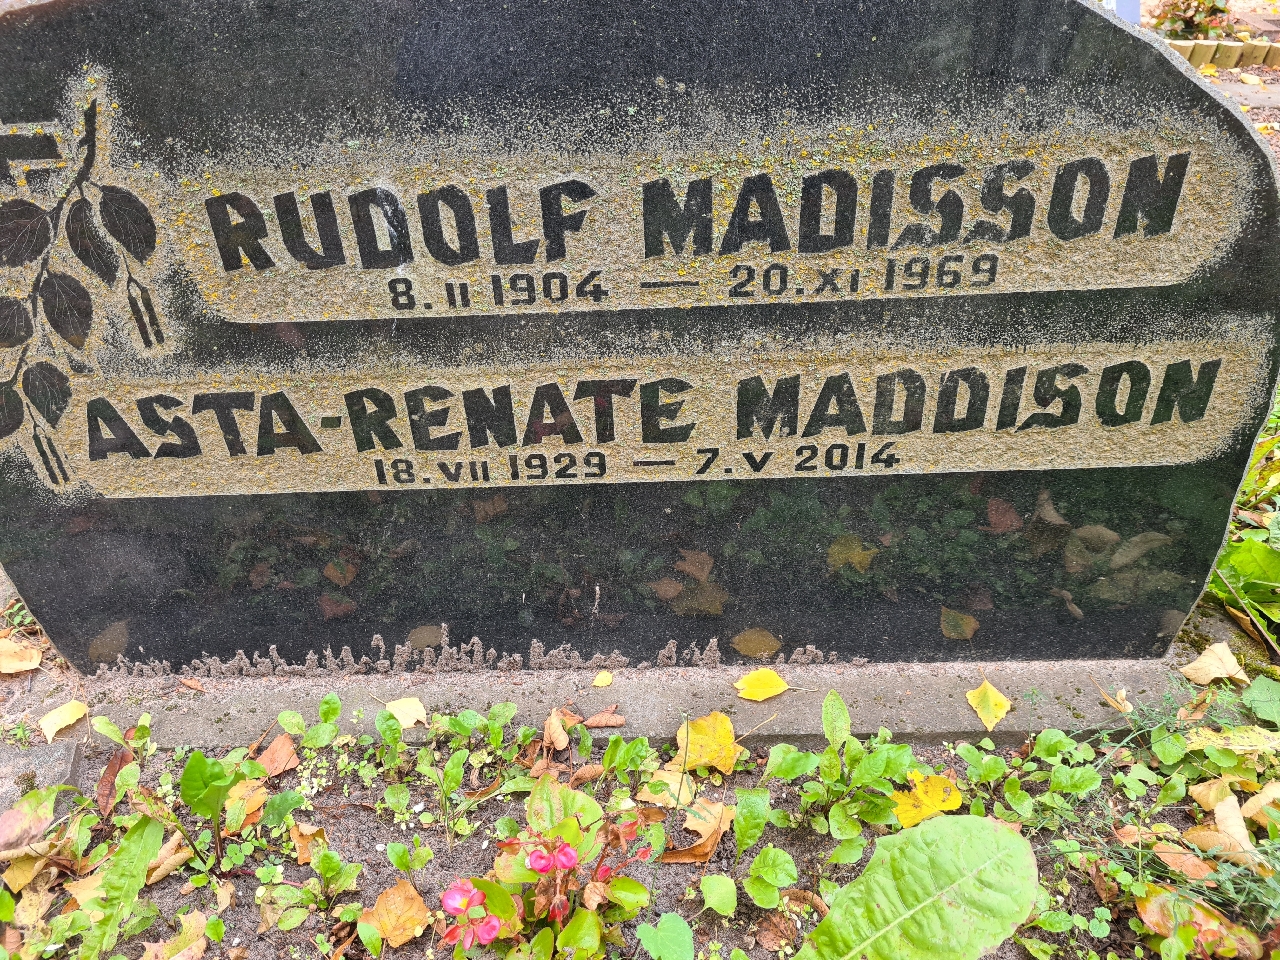 RUDOLF MADISSON
8. II 1904 — 20. XI 1969
ASTA-RENATE MADDISON
18. VII 1929 — 7. V 2014